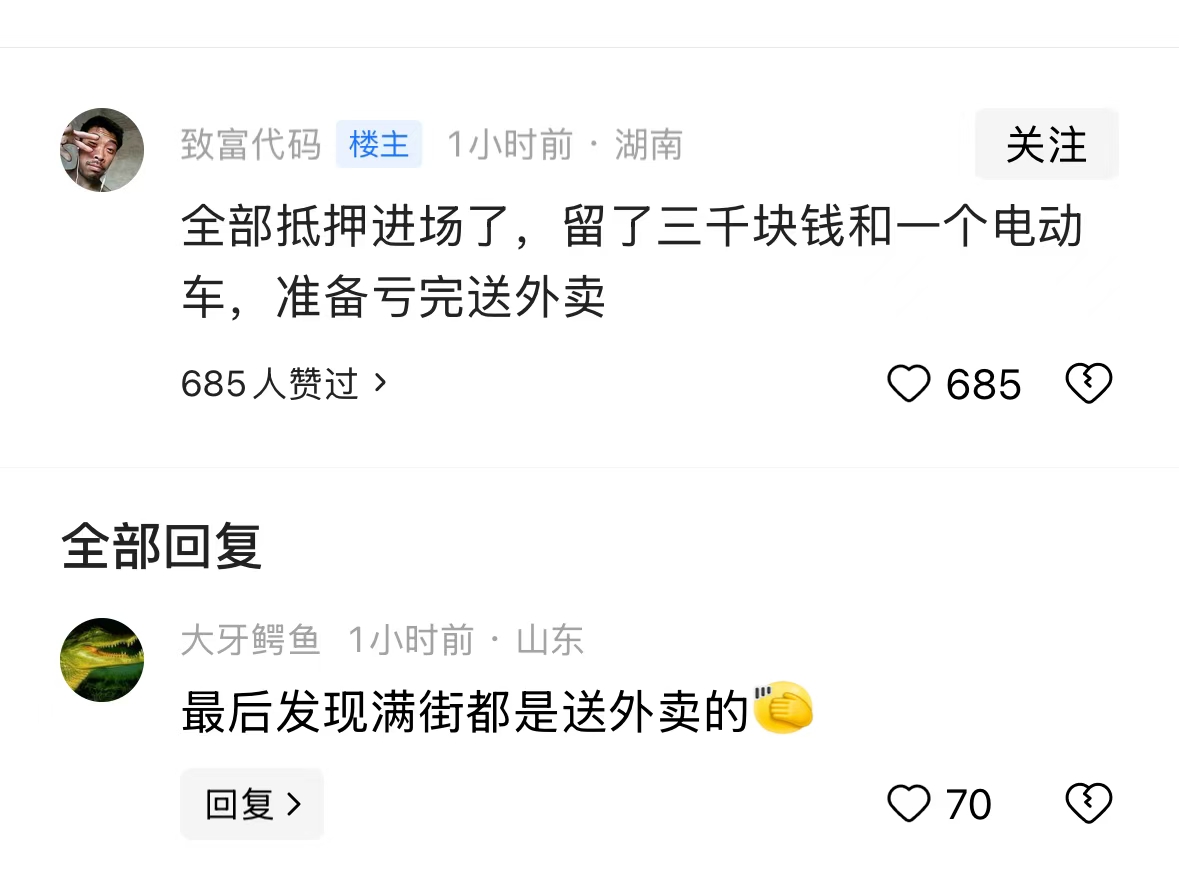 致富代码 楼主 1小时前 · 湖南 关注
全部抵押进场了，留了三千块钱和一个电动
车，准备亏完送外卖
685人赞过 > 685
全部回复
大牙鳄鱼 1小时前 · 山东
最后发现满街都是送外卖的
回复 > 70